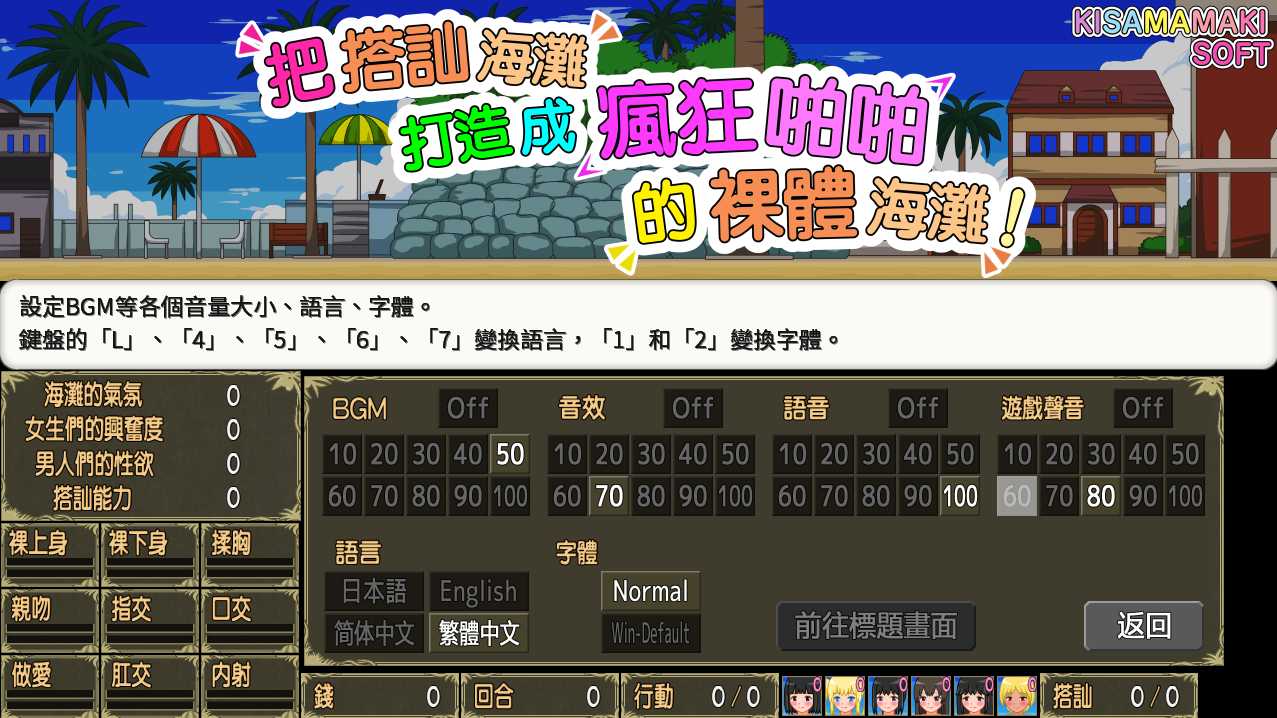 KISAMAMAKI
SOFT
把搭訕海灘
打造成瘋狂啪啪
的裸體海灘!
設定BGM等各個音量大小、語言、字體。
鍵盤的「L」、「4」、「5」、「6」、「7」變換語言,「1」和「2」變換字體。
海灘的氣氛 0
女生們的興奮度 0
男人們的性欲 0
搭訕能力 0
裸上身 裸下身 揉胸
親吻 指交 口交
做愛 肛交 内射
BGM Off 音效 Off 語音 Off 遊戲聲音 Off
10 20 30 40 50 10 20 30 40 50 10 20 30 40 50 10 20 30 40 50
60 70 80 90 100 60 70 80 90 100 60 70 80 90 100 60 70 80 90 100
語言 字體
日本語 English Normal
简体中文 繁體中文 Win-Default
前往標題畫面 返回
錢 0 回合 0 行動 0 / 0 0 0 0 0 0 0 搭訕 0 / 0